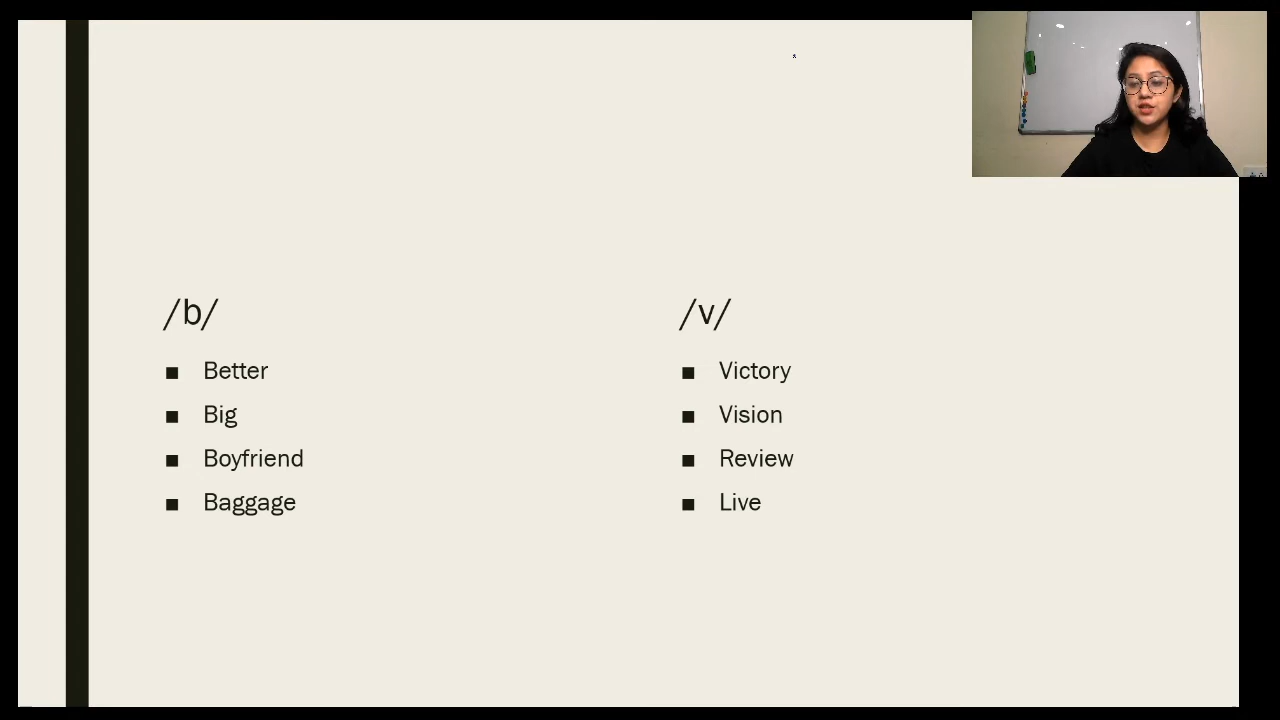 /b/
Better
Big
Boyfriend
Baggage
/v/
Victory
Vision
Review
Live